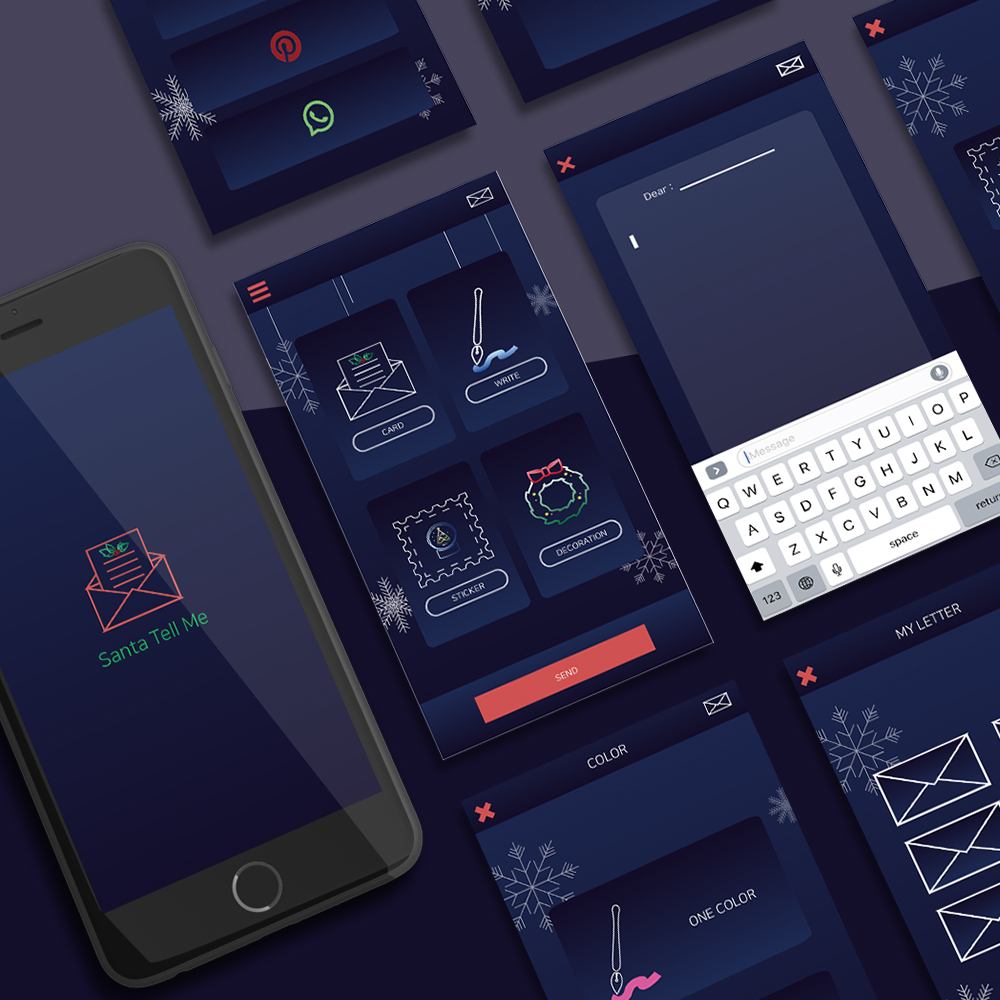 Dear :
CARD
WRITE
STICKER
DECORATION
SEND
Santa Tell Me
Message
Q W E R T Y U I O P
A S D F G H J K L
Z X C V B N M
123 space return
MY LETTER
COLOR
ONE COLOR